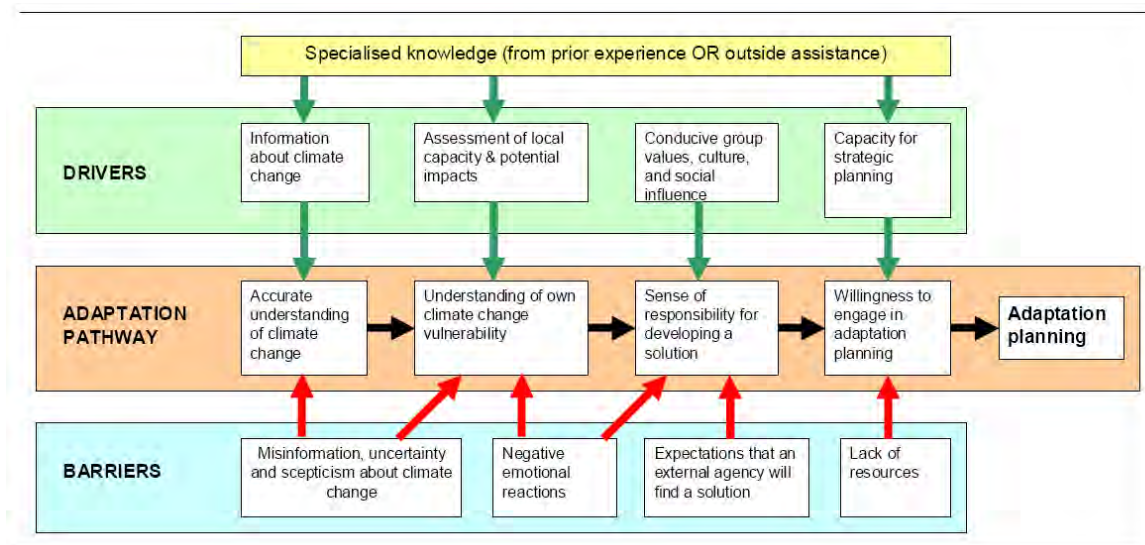 Specialised knowledge (from prior experience OR outside assistance)
DRIVERS
Information
about climate
change
Assessment of local
capacity & potential
impacts
Conducive group
values, culture,
and social
influence
Capacity for
strategic
planning
ADAPTATION
PATHWAY
Accurate
understanding
of climate
change
Understanding of own
climate change
vulnerability
Sense of
responsibility for
developing a
solution
Willingness to
engage in
adaptation
planning
Adaptation
planning
BARRIERS
Misinformation, uncertainty
and scepticism about climate
change
Negative
emotional
reactions
Expectations that an
external agency will
find a solution
Lack of
resources